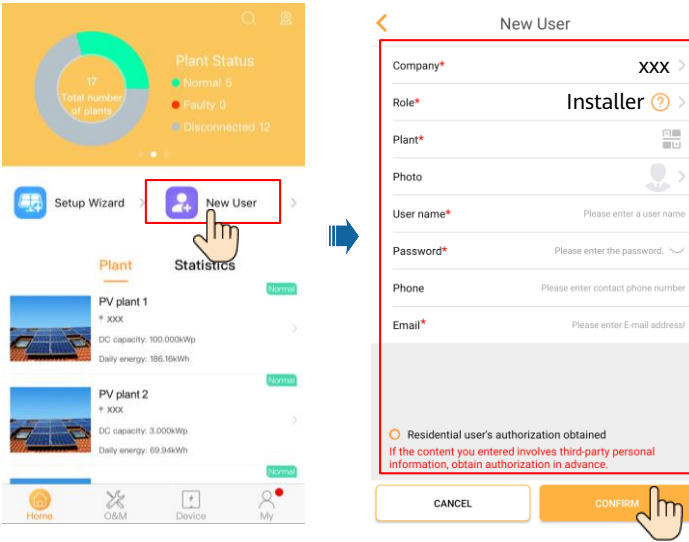 Plant Status
17
Total number
of plants
Normal 5
Faulty 0
Disconnected 12
Setup Wizard
New User
Plant
Statistics
Normal
PV plant 1
XXX
DC capacity: 100.000kWp
Daily energy: 186.16kWh
Normal
PV plant 2
XXX
DC capacity: 3.000kWp
Daily energy: 69.94kWh
Normal
Home
O&M
Device
My
New User
Company*
xxx
Role*
Installer ?
Plant*
Photo
User name*
Please enter a user name
Password*
Please enter the password.
Phone
Please enter contact phone number
Email*
Please enter E-mail address!
Residential user's authorization obtained
If the content you entered involves third-party personal
information, obtain authorization in advance.
CANCEL
CONFIRM